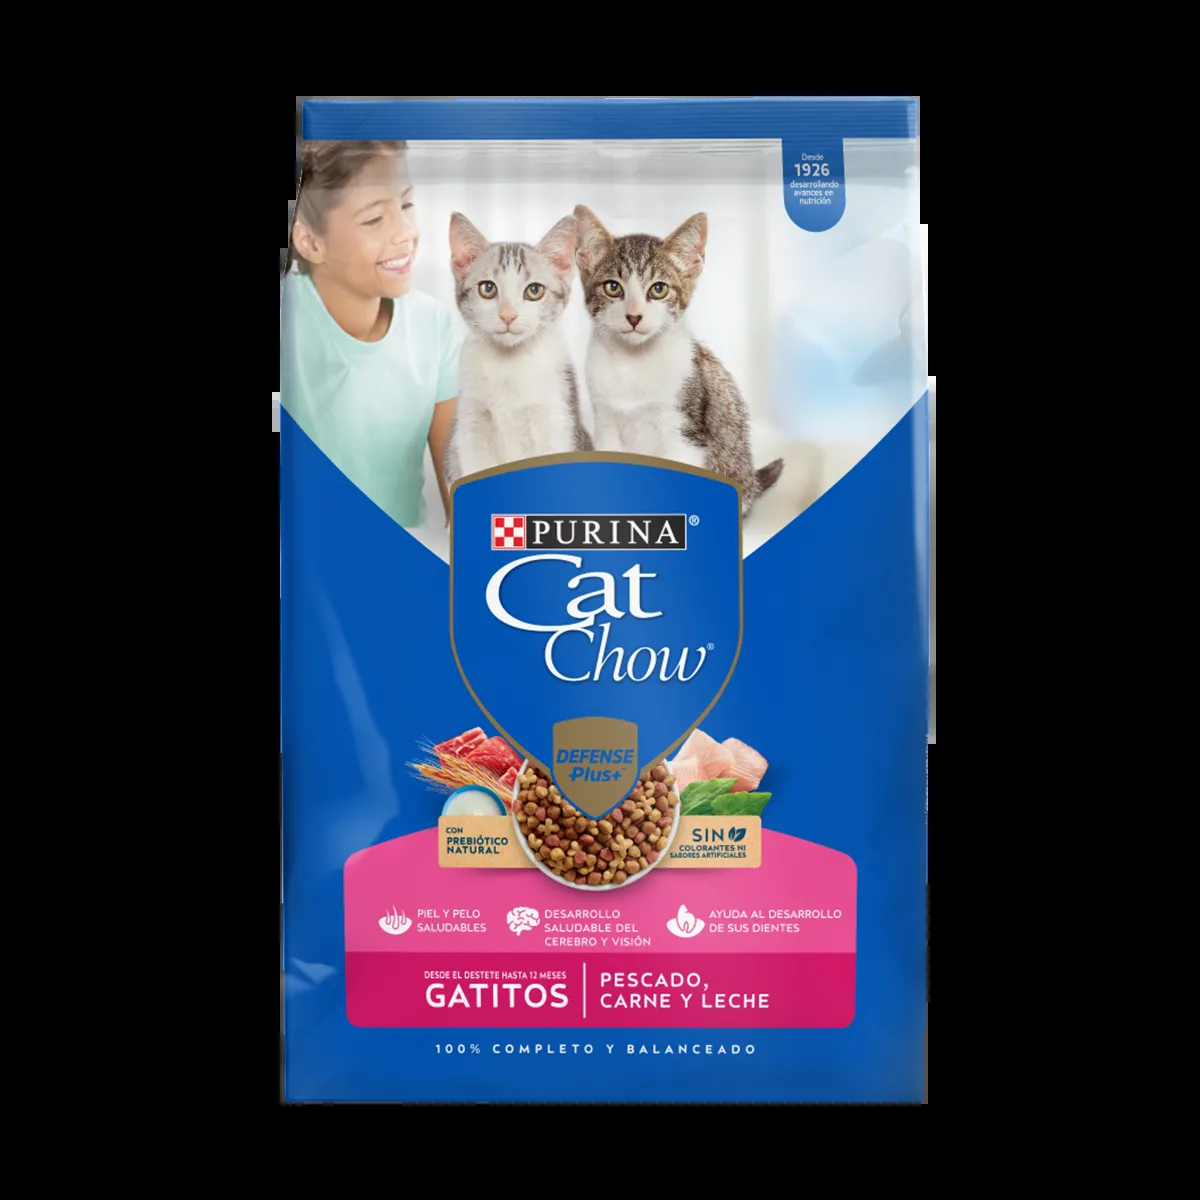 Desde
1926
desarrollando
avances en
nutrición
PURINA®
Cat
Chow®
DEFENSE
Plus+™
CON
PREBIÓTICO
NATURAL
SIN
COLORANTES NI
SABORES ARTIFICIALES
PIEL Y PELO
SALUDABLES
DESARROLLO
SALUDABLE DEL
CEREBRO Y VISIÓN
AYUDA AL DESARROLLO
DE SUS DIENTES
DESDE EL DESTETE HASTA 12 MESES
GATITOS
PESCADO,
CARNE Y LECHE
100% COMPLETO Y BALANCEADO